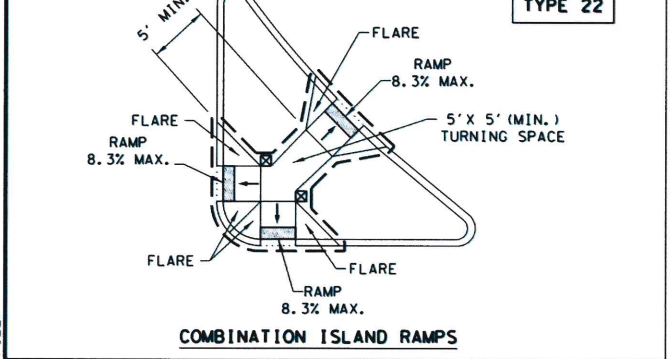 TYPE 22
5' MIN.
FLARE
RAMP
8.3% MAX.
5'X 5' (MIN.)
TURNING SPACE
FLARE
RAMP
8.3% MAX.
FLARE
FLARE
RAMP
8.3% MAX.
COMBINATION ISLAND RAMPS